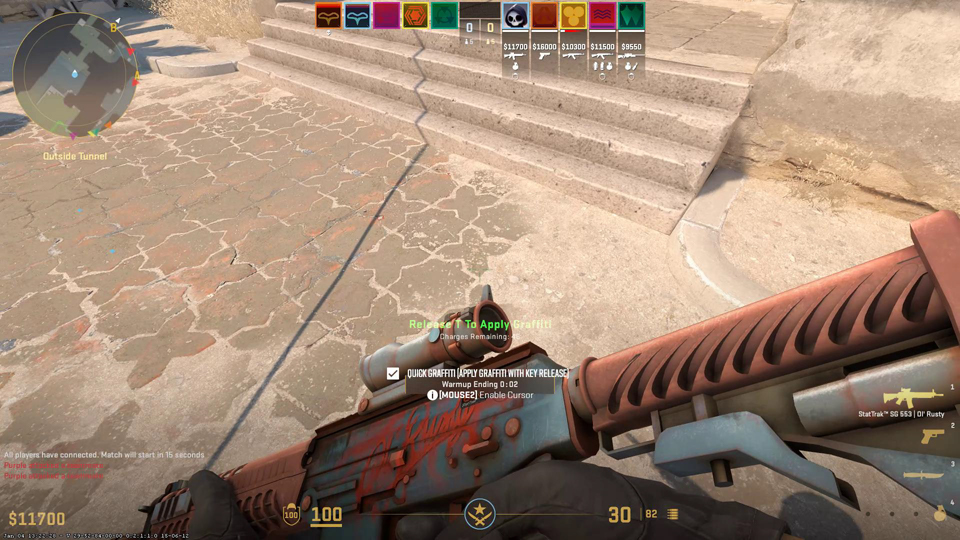 B
0 0
$11700 $16000 $10300 $11500 $9550
Outside Tunnel
Release T To Apply Graffiti
Charges Remaining:
QUICK GRAFFITI (APPLY GRAFFITI WITH KEY RELEASE)
Warmup Ending 0:02
[MOUSE2] Enable Cursor
1
StatTrak™ SG 553 | Ol' Rusty
2
3
4
All players have connected. Match will start in 15 seconds
$11700
100 100
30 82